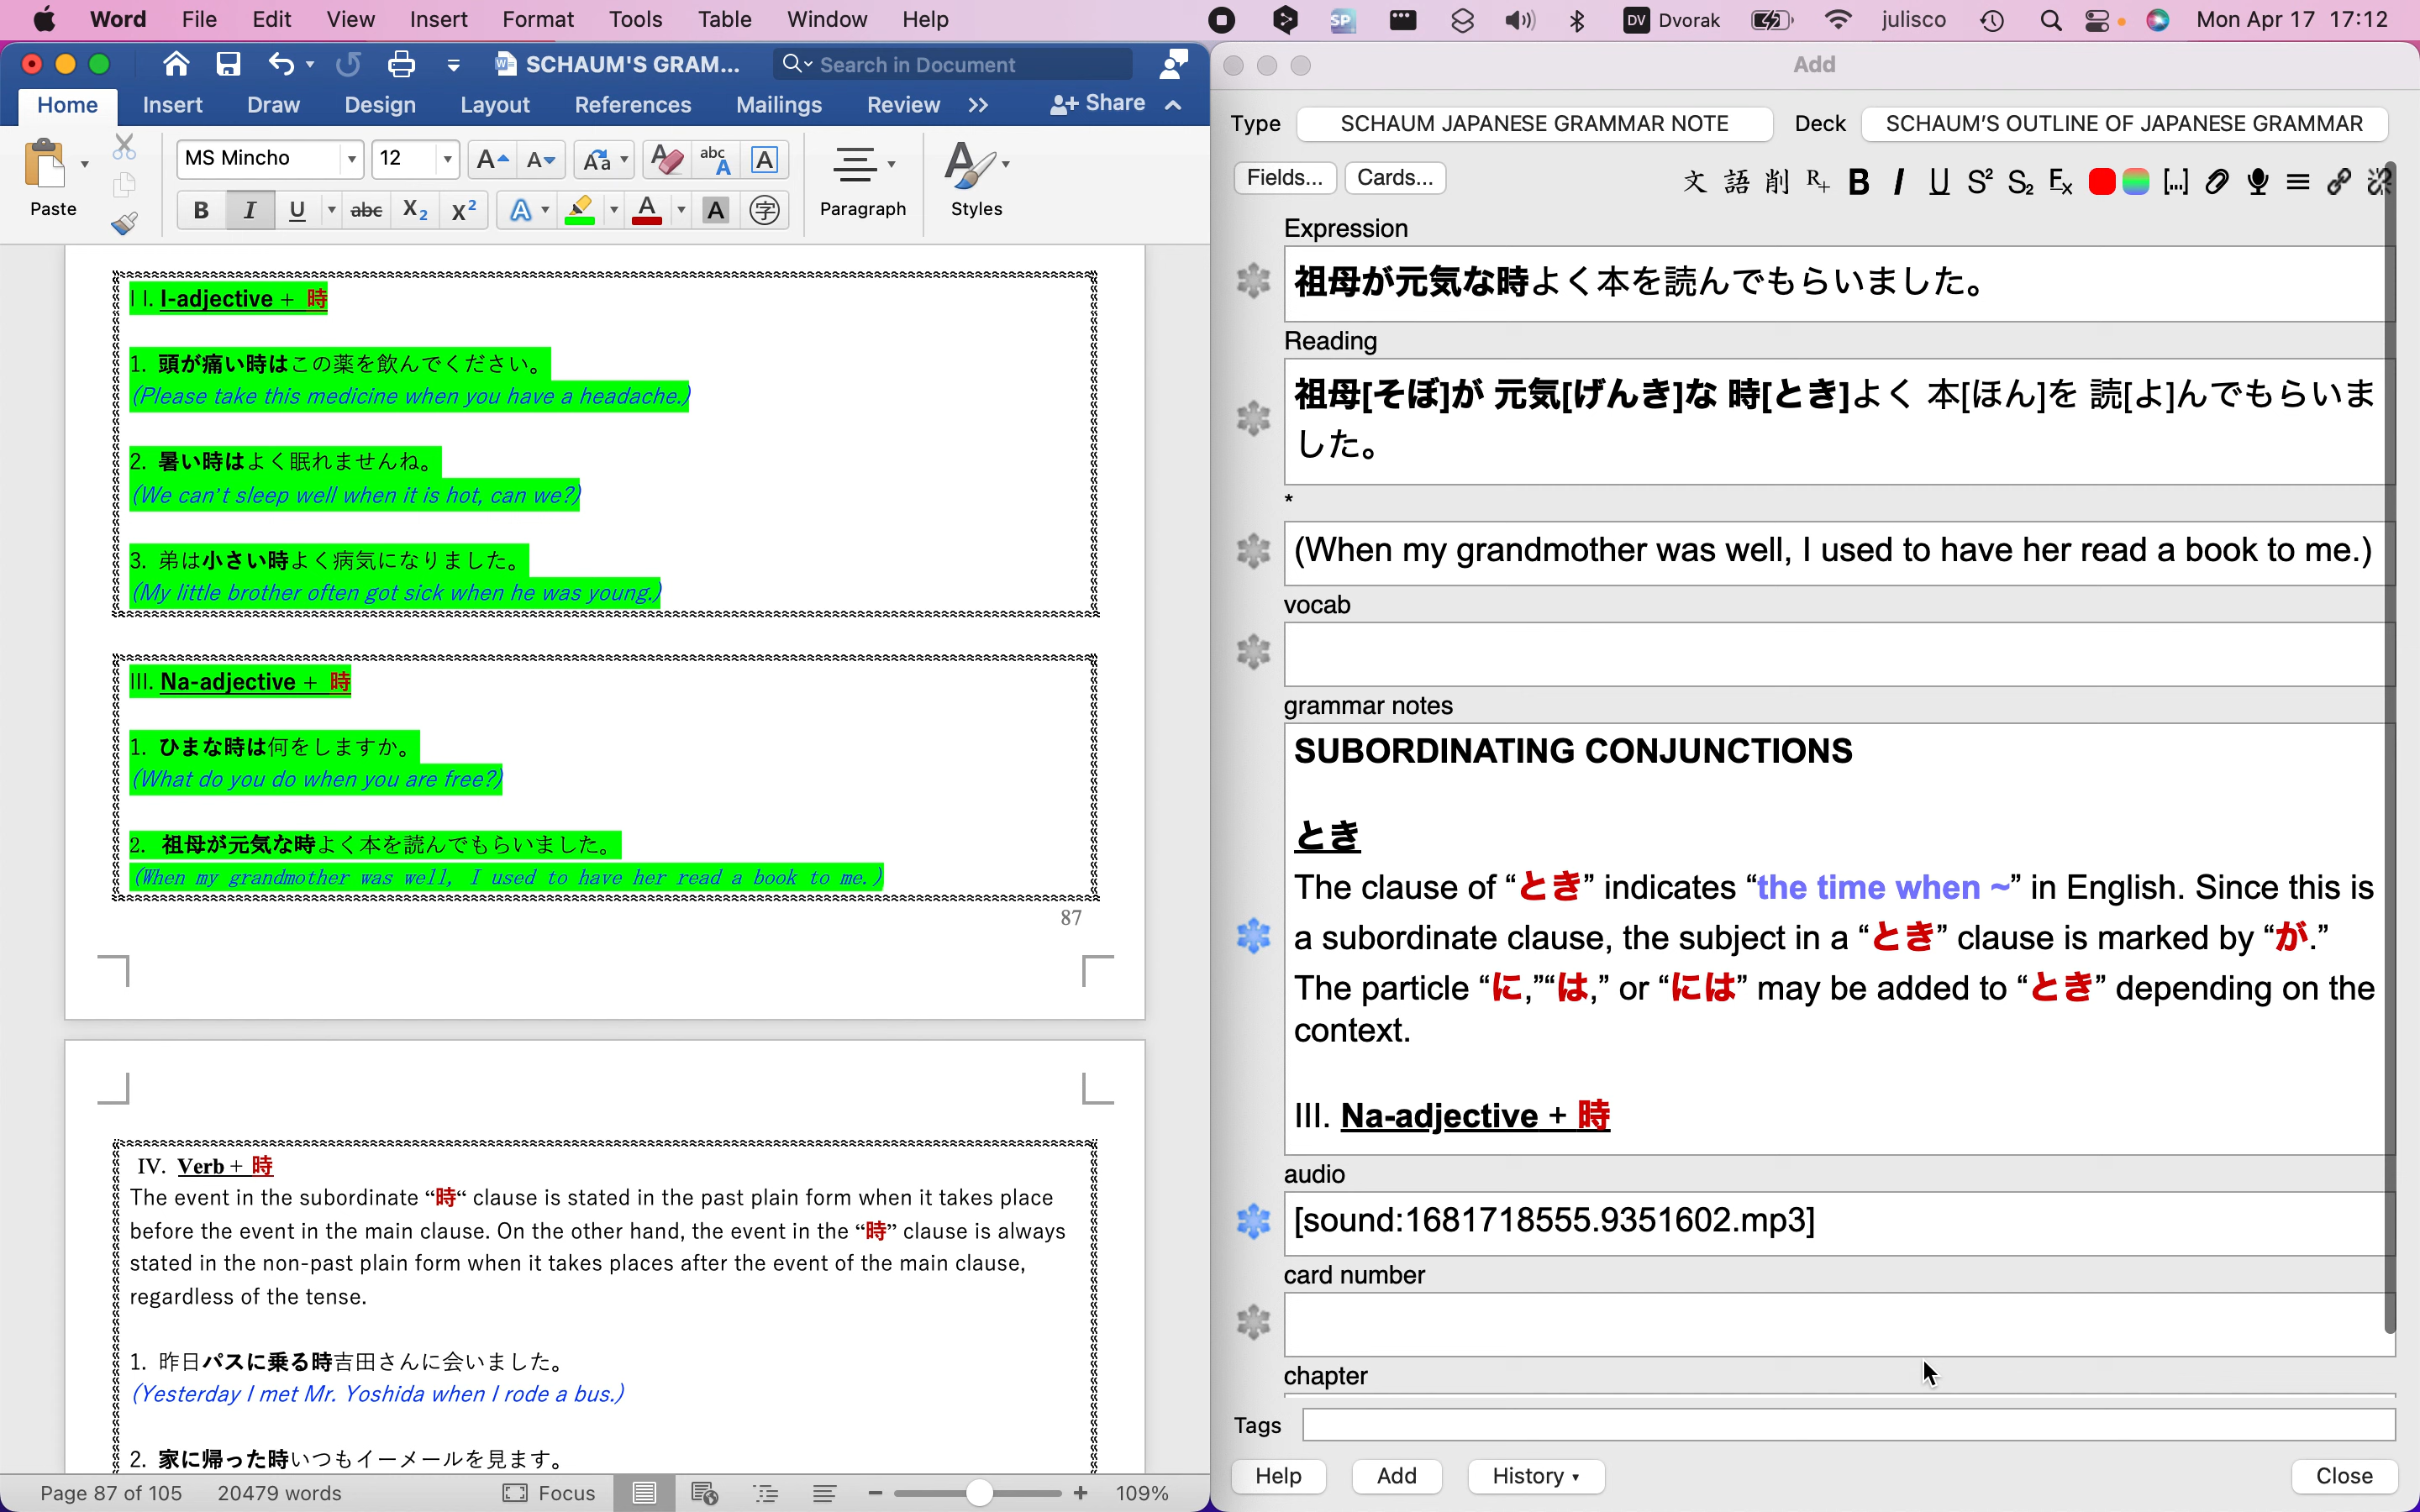 Word File Edit View Insert Format Tools Table Window Help
SP DV Dvorak julisco Mon Apr 17 17:12
SCHAUM'S GRAM... Search in Document
Home Insert Draw Design Layout References Mailings Review Share
Paste MS Mincho 12 Paragraph Styles
I I. I-adjective + 時
1. 頭が痛い時はこの薬を飲んでください。
(Please take this medicine when you have a headache.)
2. 暑い時はよく眠れませんね。
(We can't sleep well when it is hot, can we?)
3. 弟は小さい時よく病気になりました。
(My little brother often got sick when he was young.)
III. Na-adjective + 時
1. ひまな時は何をしますか。
(What do you do when you are free?)
2. 祖母が元気な時よく本を読んでもらいました。
(When my grandmother was well, I used to have her read a book to me.)
87
IV. Verb + 時
The event in the subordinate “時“ clause is stated in the past plain form when it takes place
before the event in the main clause. On the other hand, the event in the “時” clause is always
stated in the non-past plain form when it takes places after the event of the main clause,
regardless of the tense.
1. 昨日バスに乗る時吉田さんに会いました。
(Yesterday I met Mr. Yoshida when I rode a bus.)
2. 家に帰った時いつもイーメールを見ます。
Page 87 of 105 20479 words Focus 109%
Add
Type SCHAUM JAPANESE GRAMMAR NOTE Deck SCHAUM'S OUTLINE OF JAPANESE GRAMMAR
Fields... Cards... 文 語 削
Expression
祖母が元気な時よく本を読んでもらいました。
Reading
祖母[そぼ]が 元気[げんき]な 時[とき]よく 本[ほん]を 読[よ]んでもらいま
した。
*
(When my grandmother was well, I used to have her read a book to me.)
vocab
grammar notes
SUBORDINATING CONJUNCTIONS
とき
The clause of “とき” indicates “the time when ~” in English. Since this is
a subordinate clause, the subject in a “とき” clause is marked by “が.”
The particle “に,”“は,” or “には” may be added to “とき” depending on the
context.
III. Na-adjective + 時
audio
[sound:1681718555.9351602.mp3]
card number
chapter
Tags
Help Add History Close